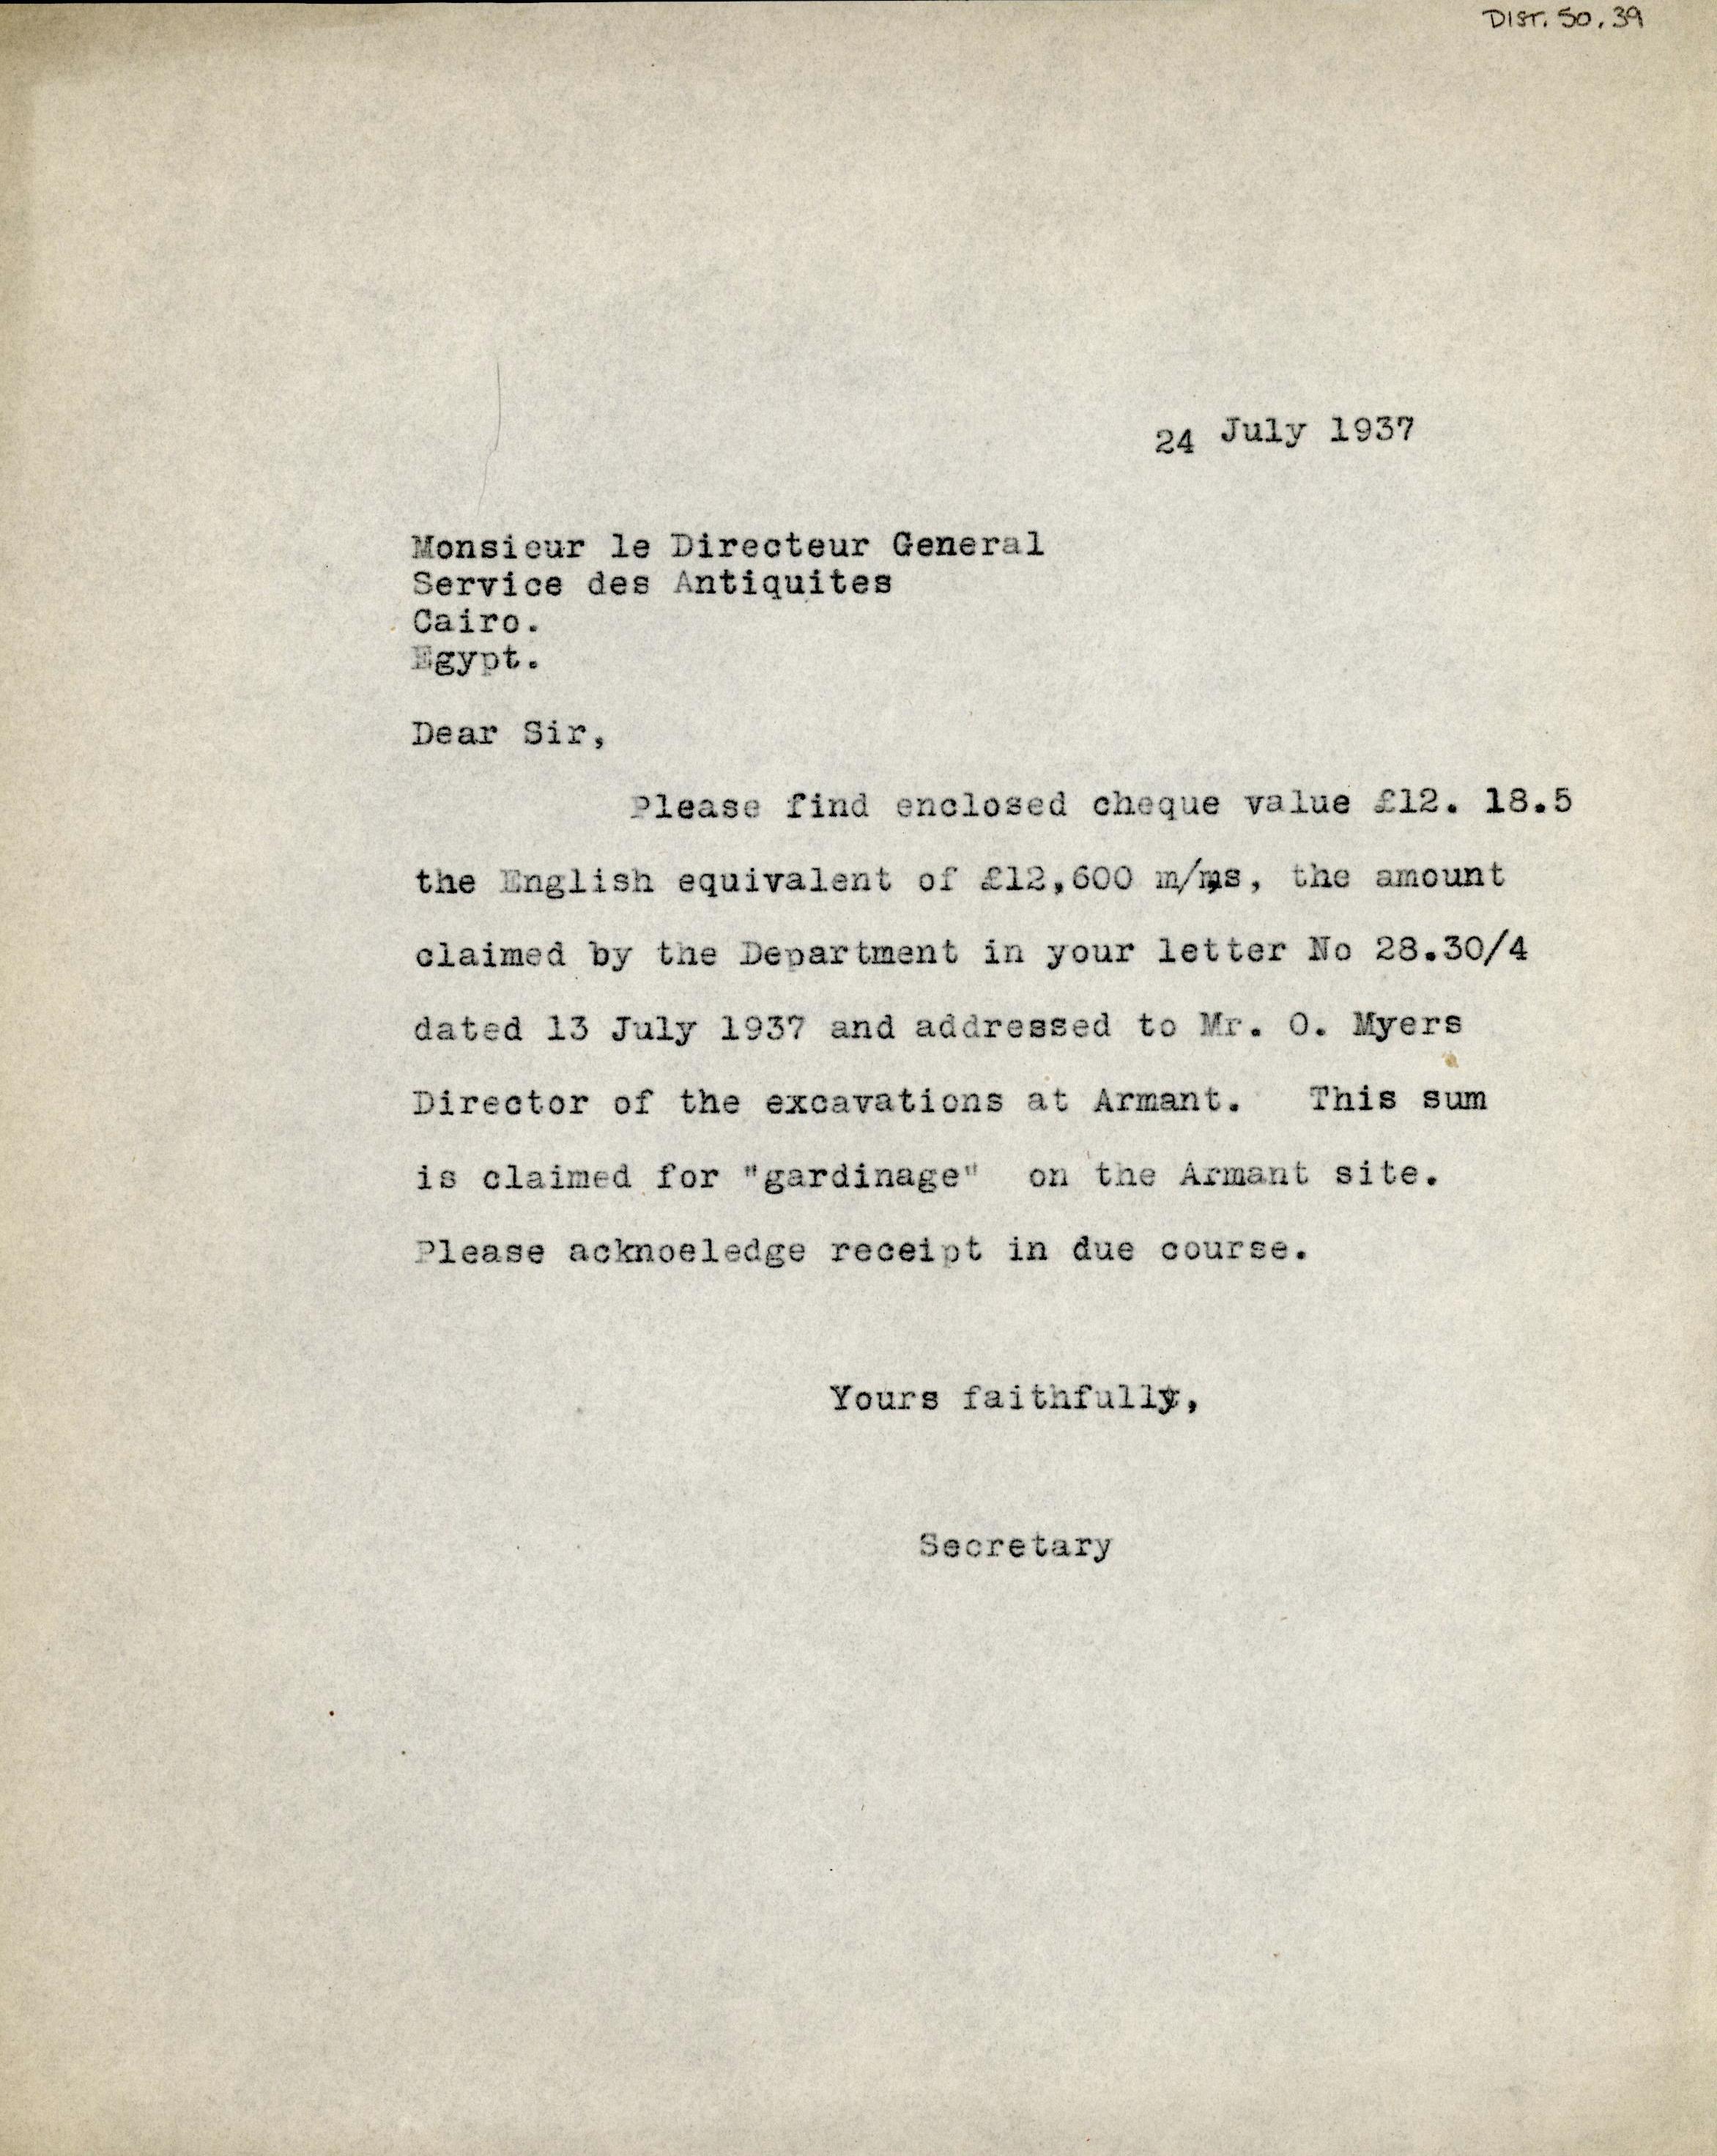 DIST. 50.39
24 July 1937
Monsieur le Directeur General
Service des Antiquites
Cairo.
Egypt.
Dear Sir,
Please find enclosed cheque value £12. 18.5
the English equivalent of £12,600 m/ms, the amount
claimed by the Department in your letter No 28.30/4
dated 13 July 1937 and addressed to Mr. O. Myers
Director of the excavations at Armant. This sum
is claimed for "gardinage" on the Armant site.
Please acknoeledge receipt in due course.
Yours faithfully,
Secretary